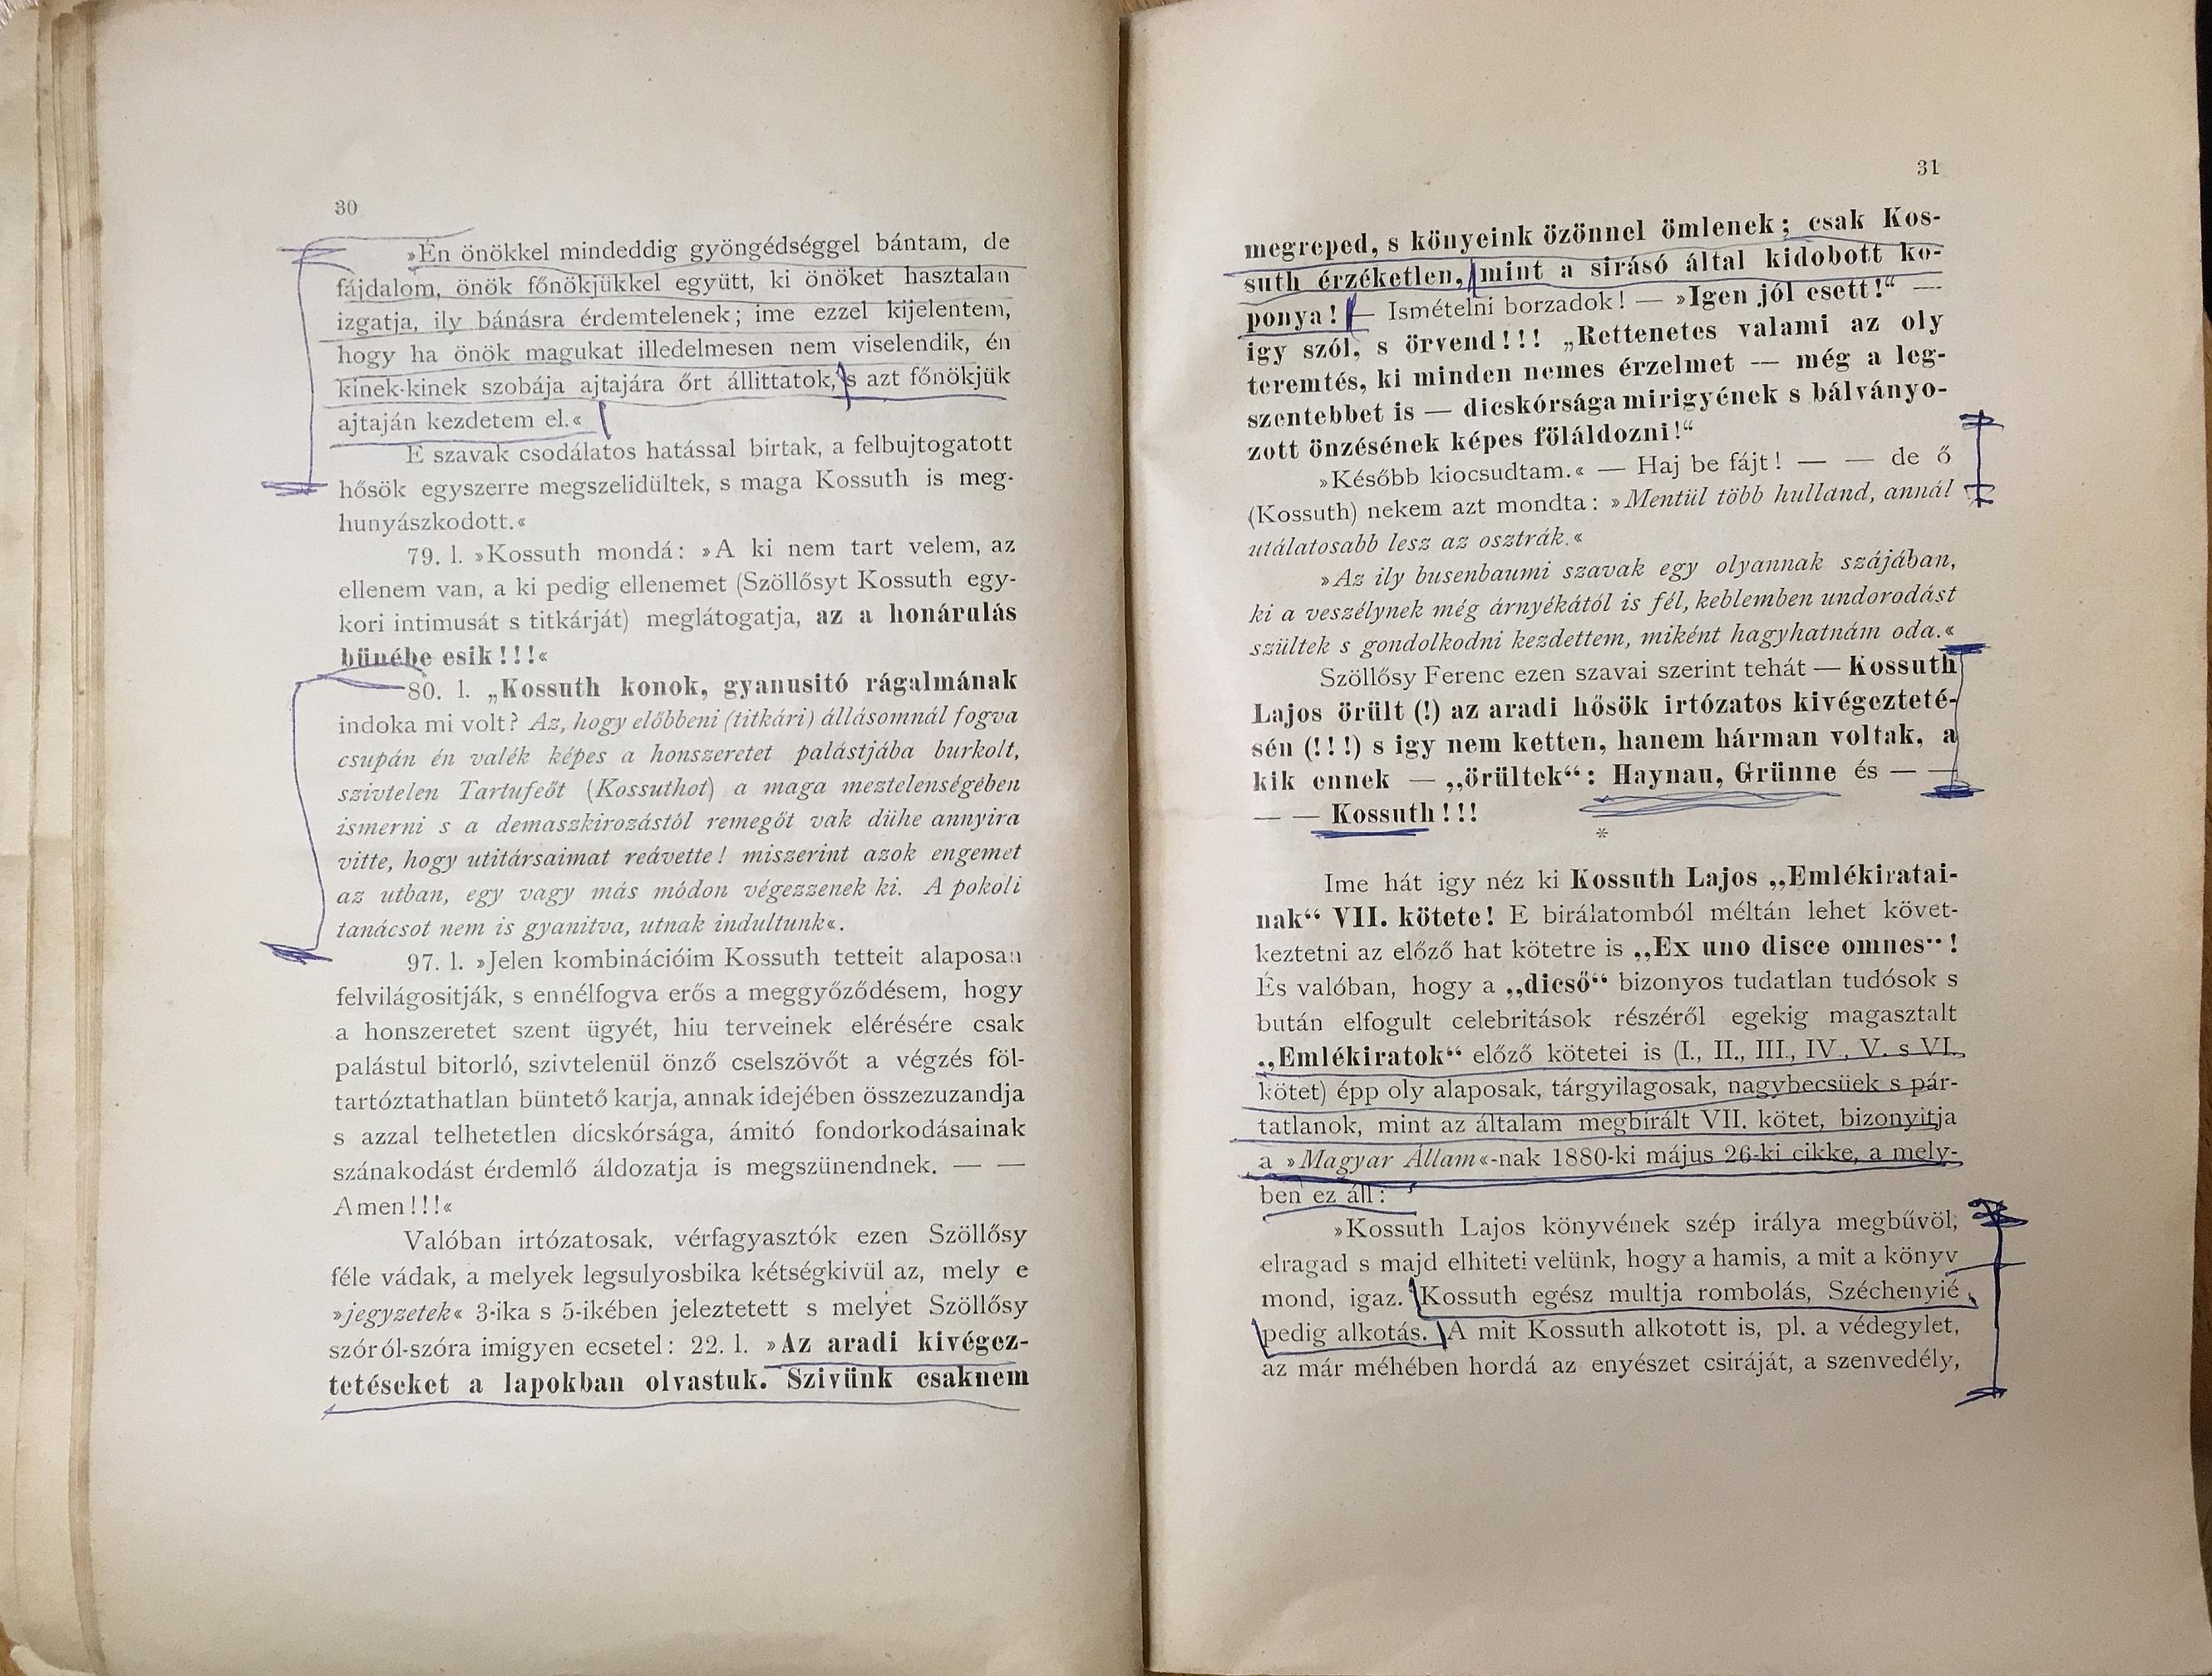 30
»Én önökkel mindeddig gyöngédséggel bántam, de
fájdalom, önök főnökjükkel együtt, ki önöket hasztalan
izgatja, ily bánásra érdemtelenek; ime ezzel kijelentem,
hogy ha önök magukat illedelmesen nem viselendik, én
kinek-kinek szobája ajtajára őrt állittatok, s azt főnökjük
ajtaján kezdetem el.«
E szavak csodálatos hatással birtak, a felbujtogatott
hősök egyszerre megszelidültek, s maga Kossuth is meg-
hunyászkodott.«
79. l. »Kossuth mondá: »A ki nem tart velem, az
ellenem van, a ki pedig ellenemet (Szöllősyt Kossuth egy-
kori intimusát s titkárját) meglátogatja, az a honárulás
bünébe esik!!!«
80. l. „Kossuth konok, gyanusitó rágalmának
indoka mi volt? Az, hogy előbbeni (titkári) állásomnál fogva
csupán én valék képes a honszeretet palástjába burkolt,
szivtelen Tartufeőt (Kossuthot) a maga meztelenségében
ismerni s a demaszkirozástól remegőt vak dühe annyira
vitte, hogy utitársaimat reávette! miszerint azok engemet
az utban, egy vagy más módon végezzenek ki. A pokoli
tanácsot nem is gyanitva, utnak indultunk«.
97. l. »Jelen kombinációim Kossuth tetteit alaposan
felvilágositják, s ennélfogva erős a meggyőződésem, hogy
a honszeretet szent ügyét, hiu terveinek elérésére csak
palástul bitorló, szivtelenül önző cselszövőt a végzés föl-
tartóztathatlan büntető karja, annak idejében összezuzandja
s azzal telhetetlen dicskórsága, ámitó fondorkodásainak
szánakodást érdemlő áldozatja is megszünendnek. — —
Amen!!!«
Valóban irtózatosak, vérfagyasztók ezen Szöllősy
féle vádak, a melyek legsulyosbika kétségkivül az, mely e
»jegyzetek« 3-ika s 5-ikében jeleztetett s melyet Szöllősy
szóról-szóra imigyen ecsetel: 22. l. »Az aradi kivégez-
tetéseket a lapokban olvastuk. Szivünk csaknem
31
megreped, s könyeink özönnel ömlenek; csak Kos-
suth érzéketlen, mint a sirásó által kidobott ko-
ponya! — Ismételni borzadok! — »Igen jól esett!“ —
igy szól, s örvend!!! „Rettenetes valami az oly
teremtés, ki minden nemes érzelmet — még a leg-
szentebbet is — dicskórsága mirigyének s bálványo-
zott önzésének képes föláldozni!“
»Később kiocsudtam.« — Haj be fájt! — — de ő
(Kossuth) nekem azt mondta: »Mentül több hulland, annál
utálatosabb lesz az osztrák.«
»Az ily busenbaumi szavak egy olyannak szájában,
ki a veszélynek még árnyékától is fél, keblemben undorodást
szültek s gondolkodni kezdettem, miként hagyhatnám oda.«
Szöllősy Ferenc ezen szavai szerint tehát — Kossuth
Lajos örült (!) az aradi hősök irtózatos kivégezteté-
sén (!!!) s igy nem ketten, hanem hárman voltak, a
kik ennek — „örültek“: Haynau, Grünne és — —
— — Kossuth!!!
*
Ime hát igy néz ki Kossuth Lajos „Emlékiratai-
nak“ VII. kötete! E birálatomból méltán lehet követ-
keztetni az előző hat kötetre is „Ex uno disce omnes“!
És valóban, hogy a „dicső“ bizonyos tudatlan tudósok s
bután elfogult celebritások részéről egekig magasztalt
„Emlékiratok“ előző kötetei is (I., II., III., IV., V. s VI.
kötet) épp oly alaposak, tárgyilagosak, nagybecsüek s pár-
tatlanok, mint az általam megbirált VII. kötet, bizonyitja
a »Magyar Állam«-nak 1880-ki május 26-ki cikke, a mely-
ben ez áll:
»Kossuth Lajos könyvének szép irálya megbűvöl,
elragad s majd elhiteti velünk, hogy a hamis, a mit a könyv
mond, igaz. Kossuth egész multja rombolás, Széchenyié
pedig alkotás. A mit Kossuth alkotott is, pl. a védegylet,
az már méhében hordá az enyészet csiráját, a szenvedély,